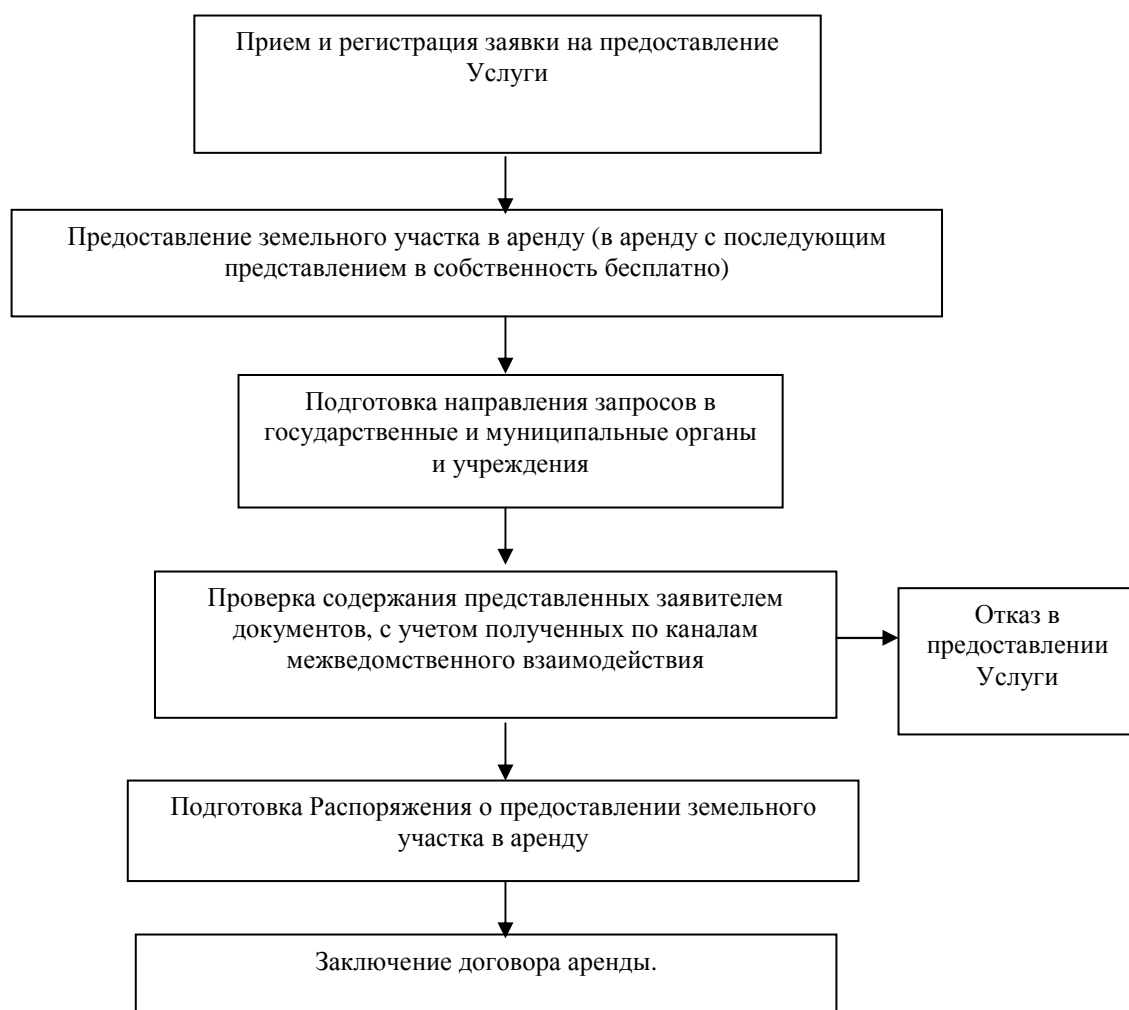 Прием и регистрация заявки на предоставление
Услуги
Предоставление земельного участка в аренду (в аренду с последующим
представлением в собственность бесплатно)
Подготовка направления запросов в
государственные и муниципальные органы
и учреждения
Проверка содержания представленных заявителем
документов, с учетом полученных по каналам
межведомственного взаимодействия
Отказ в
предоставлении
Услуги
Подготовка Распоряжения о предоставлении земельного
участка в аренду
Заключение договора аренды.